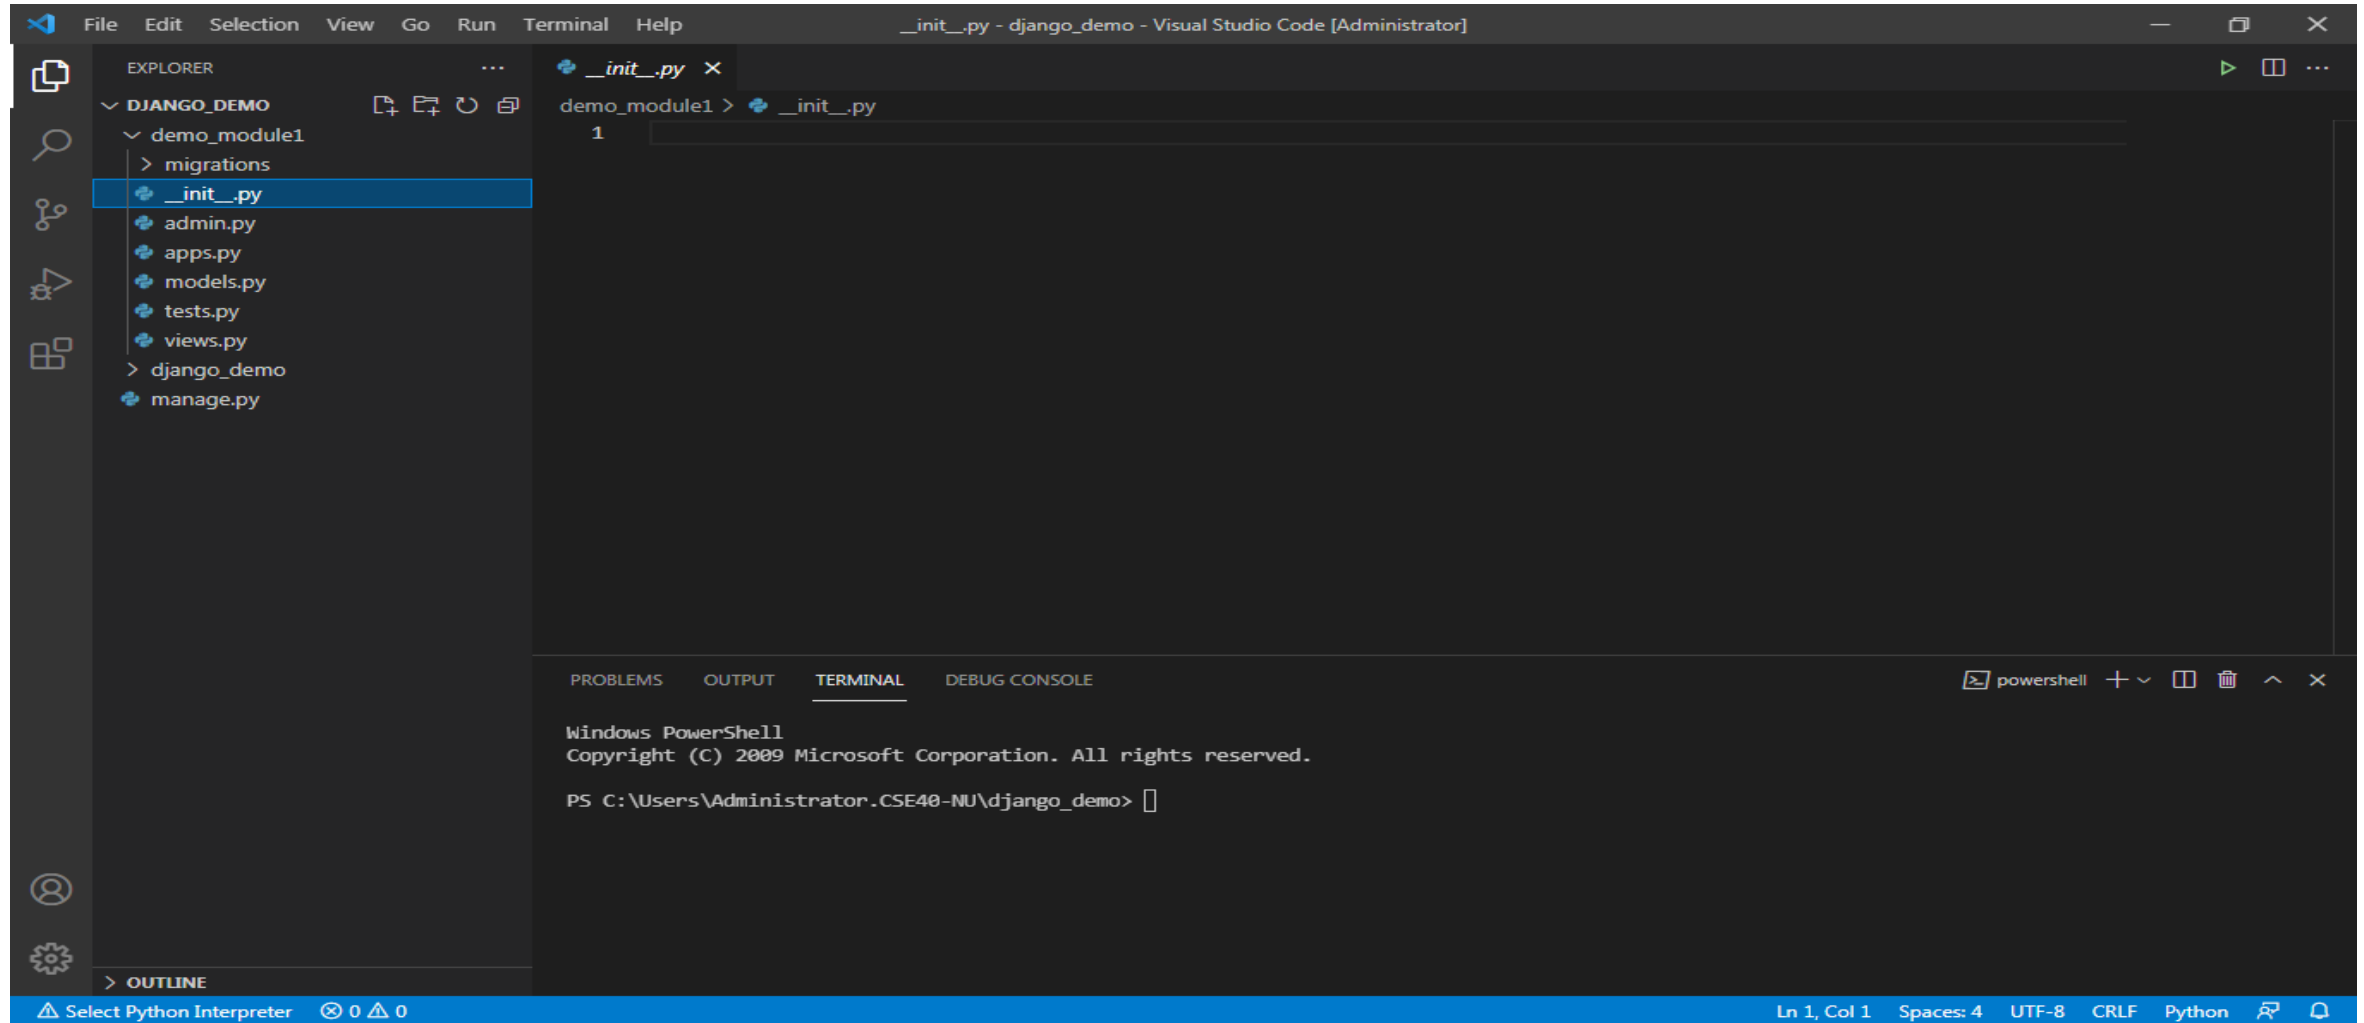 File Edit Selection View Go Run Terminal Help __init__.py - django_demo - Visual Studio Code [Administrator]
EXPLORER ···
DJANGO_DEMO
demo_module1
migrations
__init__.py
admin.py
apps.py
models.py
tests.py
views.py
django_demo
manage.py
OUTLINE
__init__.py
demo_module1 > __init__.py
1
PROBLEMS OUTPUT TERMINAL DEBUG CONSOLE powershell
Windows PowerShell
Copyright (C) 2009 Microsoft Corporation. All rights reserved.
PS C:\Users\Administrator.CSE40-NU\django_demo>
Select Python Interpreter 0 0 Ln 1, Col 1 Spaces: 4 UTF-8 CRLF Python